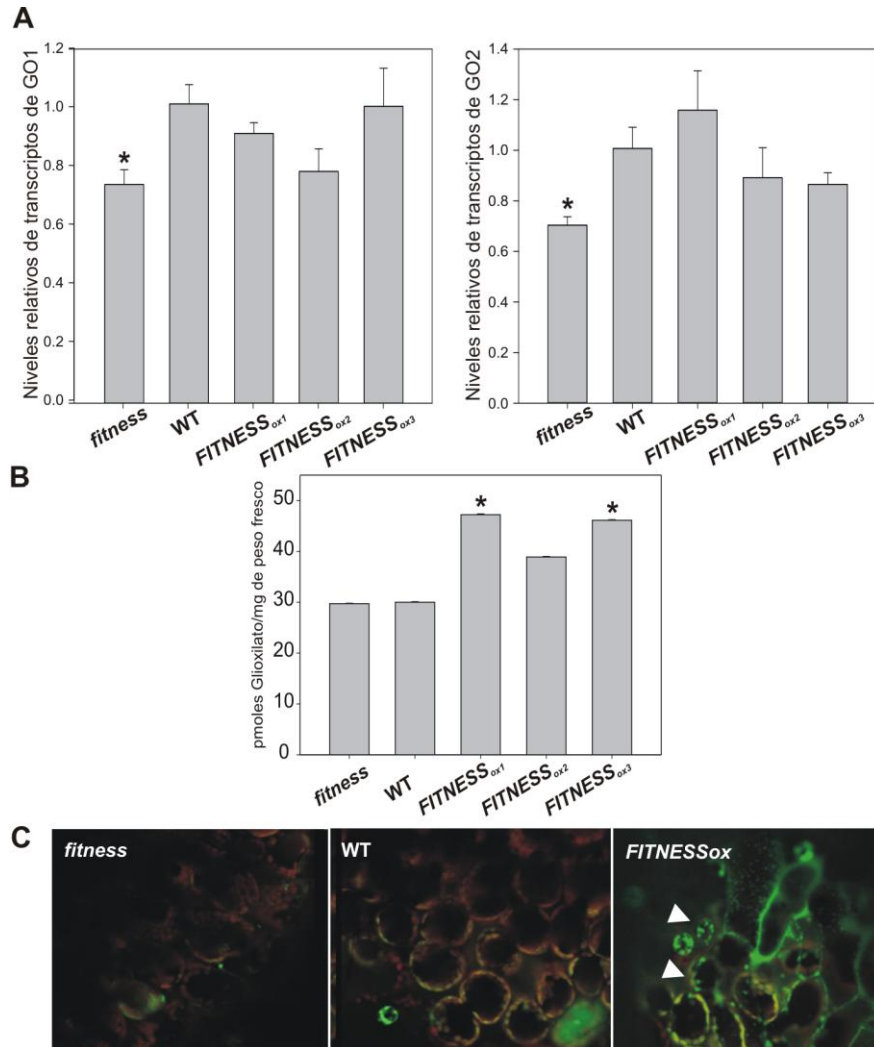 A
Niveles relativos de transcriptos de GO1
1.2
1.0
0.8
0.6
0.4
0.2
0.0
*
fitness
WT
FITNESSox1
FITNESSox2
FITNESSox3
Niveles relativos de transcriptos de GO2
1.4
1.2
1.0
0.8
0.6
0.4
0.2
0.0
*
fitness
WT
FITNESSox1
FITNESSox2
FITNESSox3
B
pmoles Glioxilato/mg de peso fresco
50
40
30
20
10
0
*
*
fitness
WT
FITNESSox1
FITNESSox2
FITNESSox3
C
fitness
WT
FITNESSox